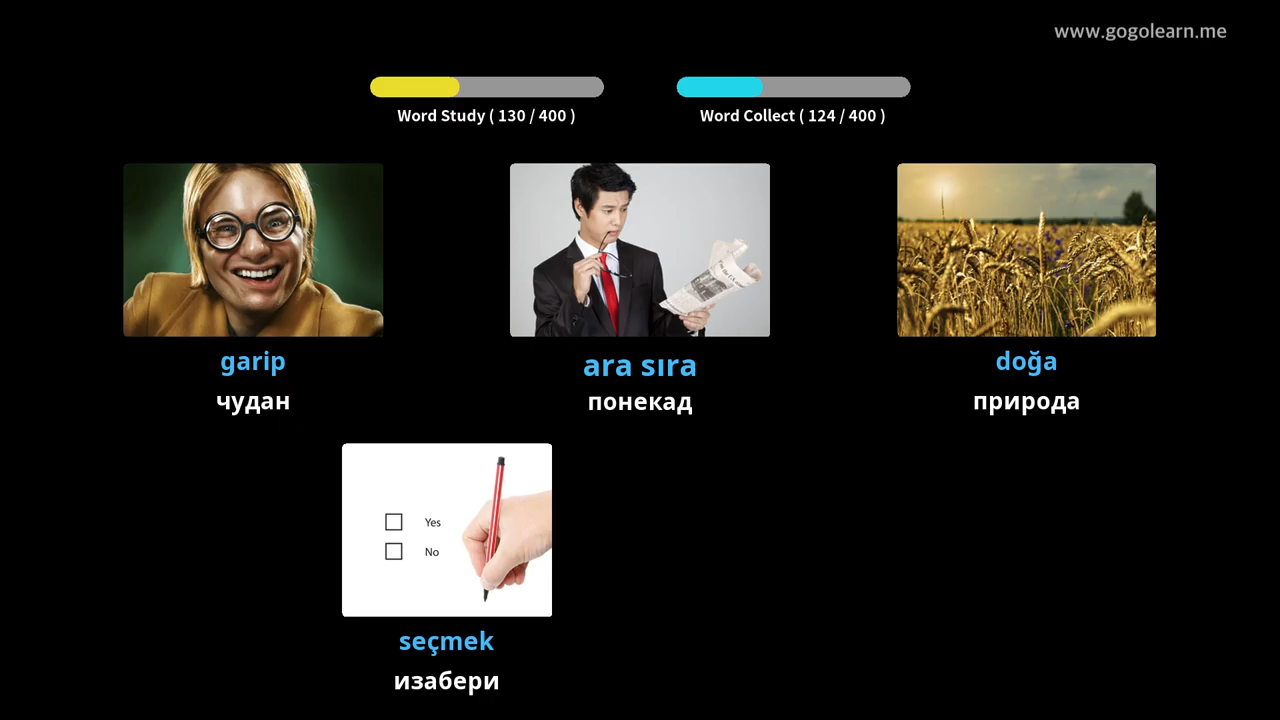 www.gogolearn.me
Word Study ( 130 / 400 )
Word Collect ( 124 / 400 )
garip
чудан
ara sıra
понекад
doğa
природа
Yes
No
seçmek
изабери